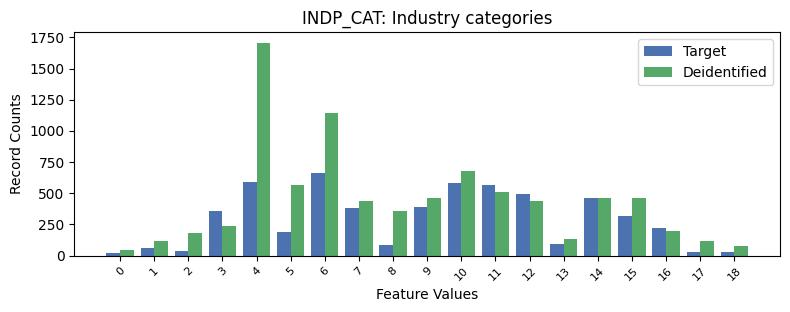 INDP_CAT: Industry categories
Target
Deidentified
Record Counts
1750
1500
1250
1000
750
500
250
0
0 1 2 3 4 5 6 7 8 9 10 11 12 13 14 15 16 17 18
Feature Values